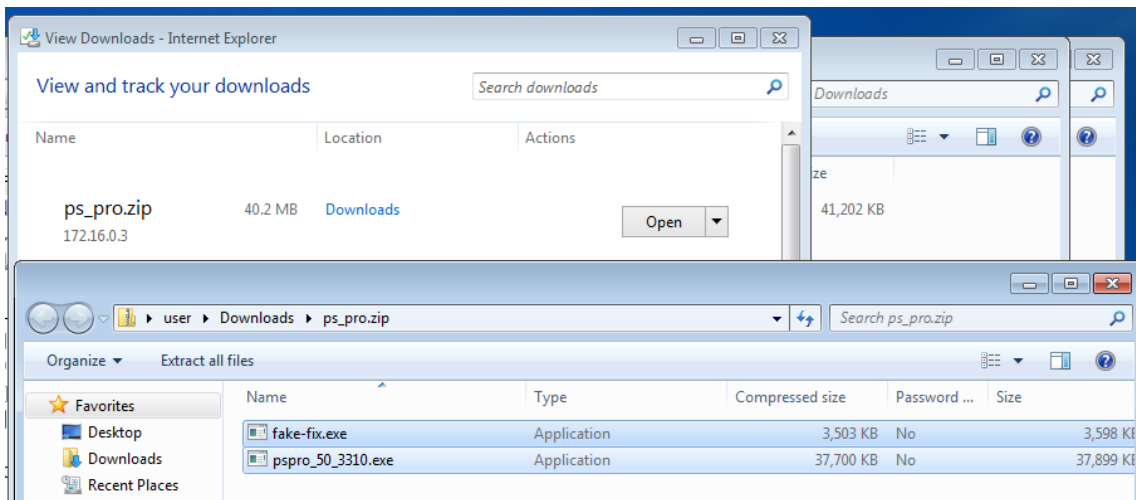 View Downloads - Internet Explorer
View and track your downloads
Search downloads
Downloads
Name Location Actions
ze
ps_pro.zip 40.2 MB Downloads Open 41,202 KB
172.16.0.3
user Downloads ps_pro.zip Search ps_pro.zip
Organize Extract all files
Favorites Name Type Compressed size Password ... Size
Desktop fake-fix.exe Application 3,503 KB No 3,598 KB
Downloads pspro_50_3310.exe Application 37,700 KB No 37,899 KB
Recent Places